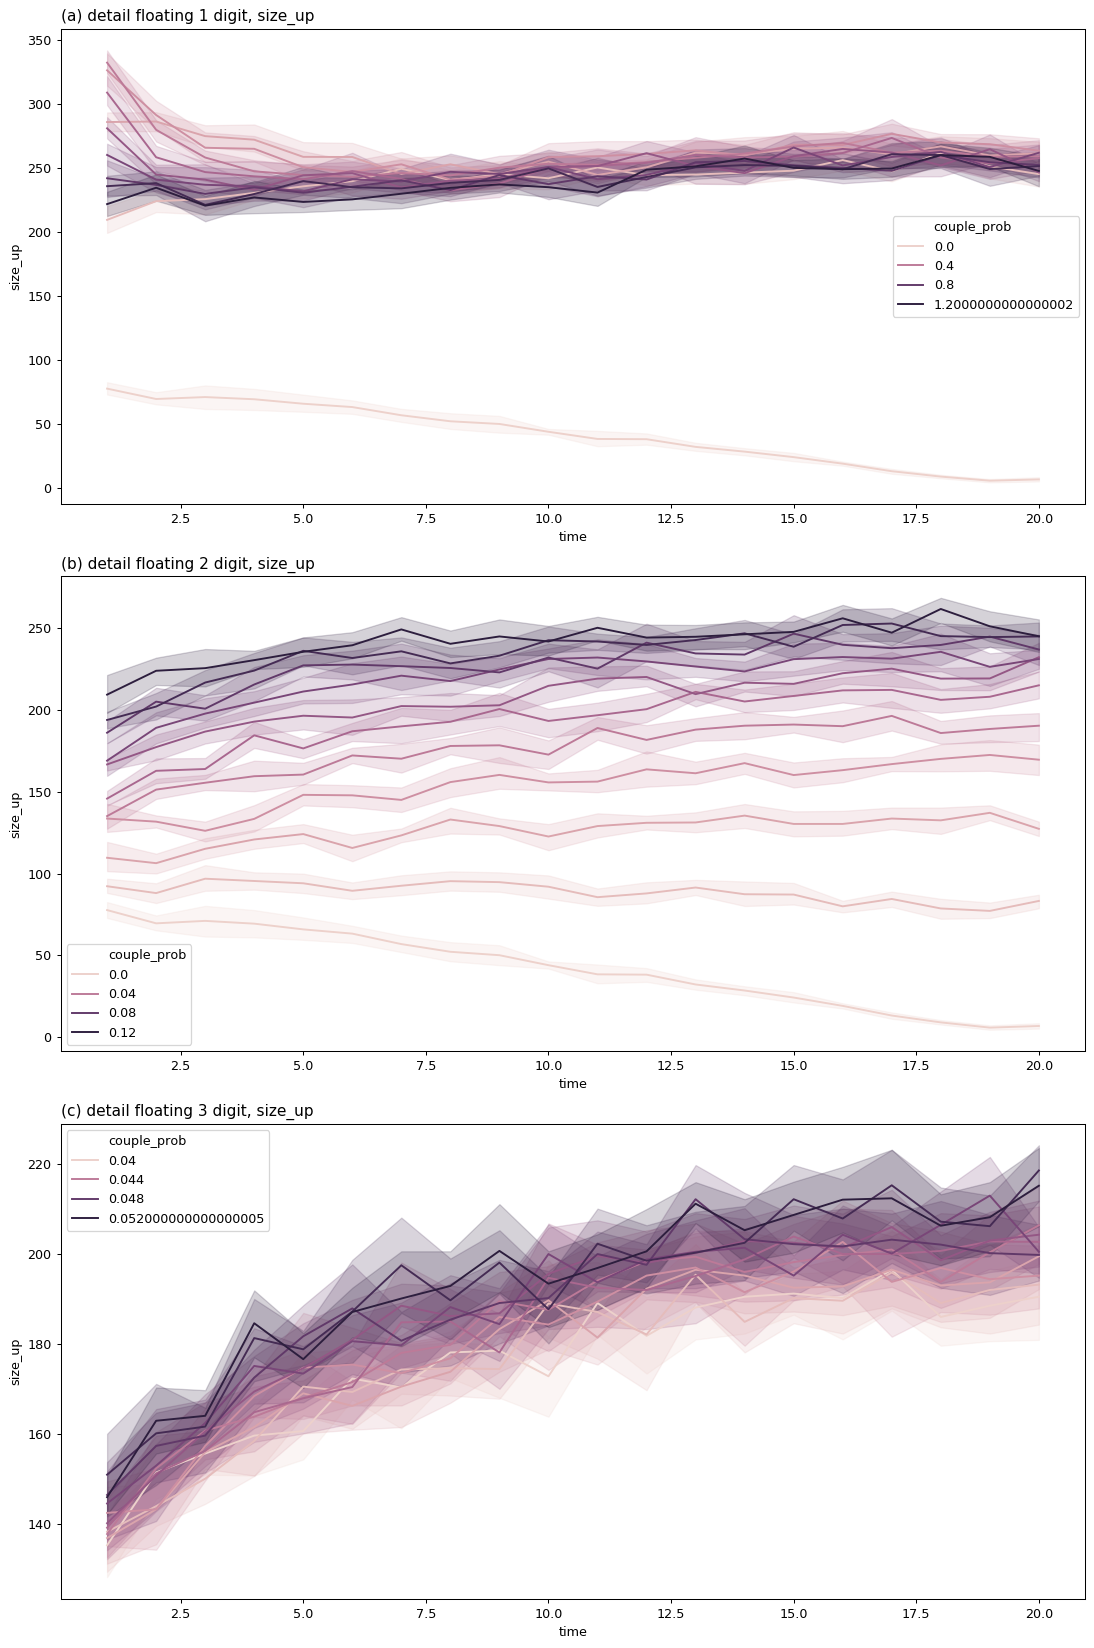 (a) detail floating 1 digit, size_up
350
300
250
200
150
100
50
0
size_up
couple_prob
0.0
0.4
0.8
1.2000000000000002
2.5 5.0 7.5 10.0 12.5 15.0 17.5 20.0
time
(b) detail floating 2 digit, size_up
250
200
150
100
50
0
size_up
couple_prob
0.0
0.04
0.08
0.12
2.5 5.0 7.5 10.0 12.5 15.0 17.5 20.0
time
(c) detail floating 3 digit, size_up
couple_prob
0.04
0.044
0.048
0.052000000000000005
220
200
180
160
140
size_up
2.5 5.0 7.5 10.0 12.5 15.0 17.5 20.0
time